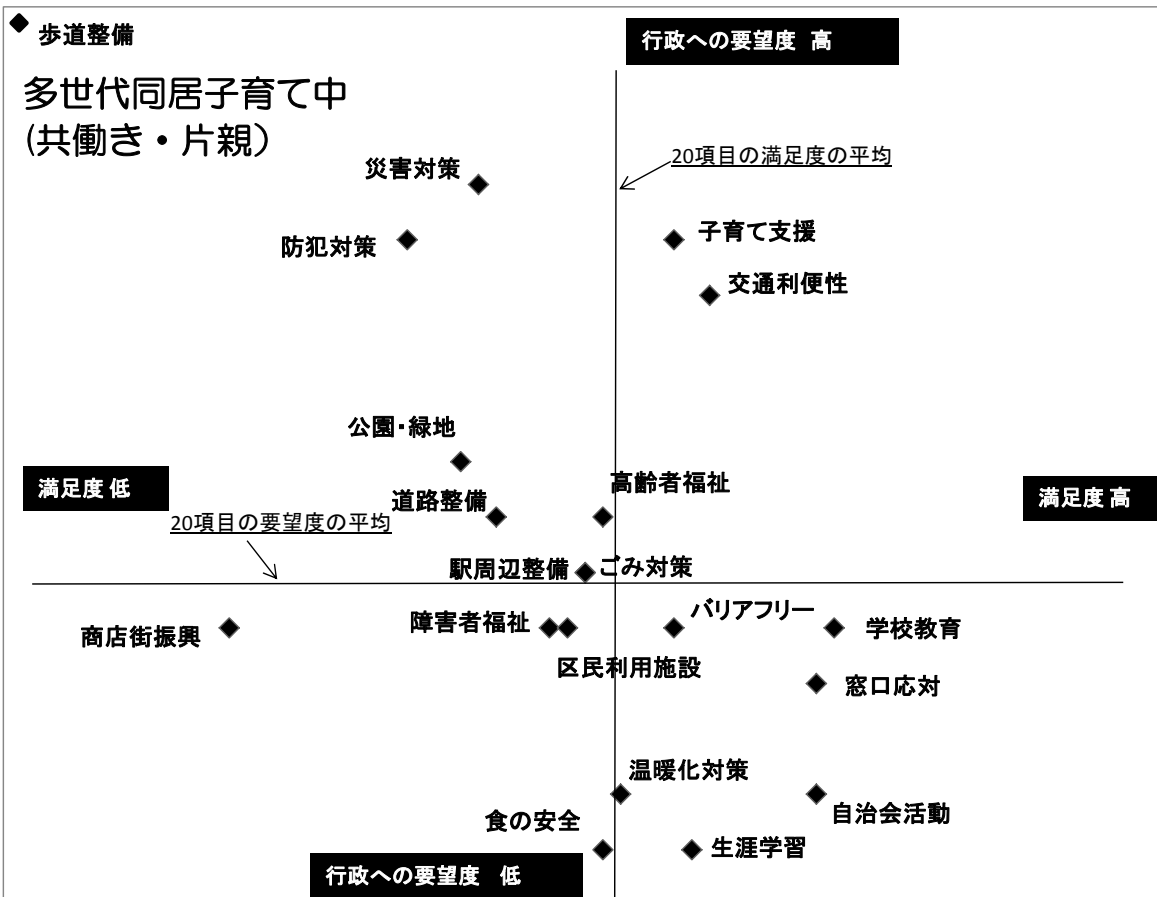 歩道整備
行政への要望度 高
多世代同居子育て中
(共働き・片親)
20項目の満足度の平均
災害対策
子育て支援
防犯対策
交通利便性
公園・緑地
高齢者福祉
満足度 低
満足度 高
道路整備
20項目の要望度の平均
駅周辺整備
ごみ対策
バリアフリー
障害者福祉
学校教育
商店街振興
区民利用施設
窓口応対
温暖化対策
自治会活動
食の安全
生涯学習
行政への要望度 低